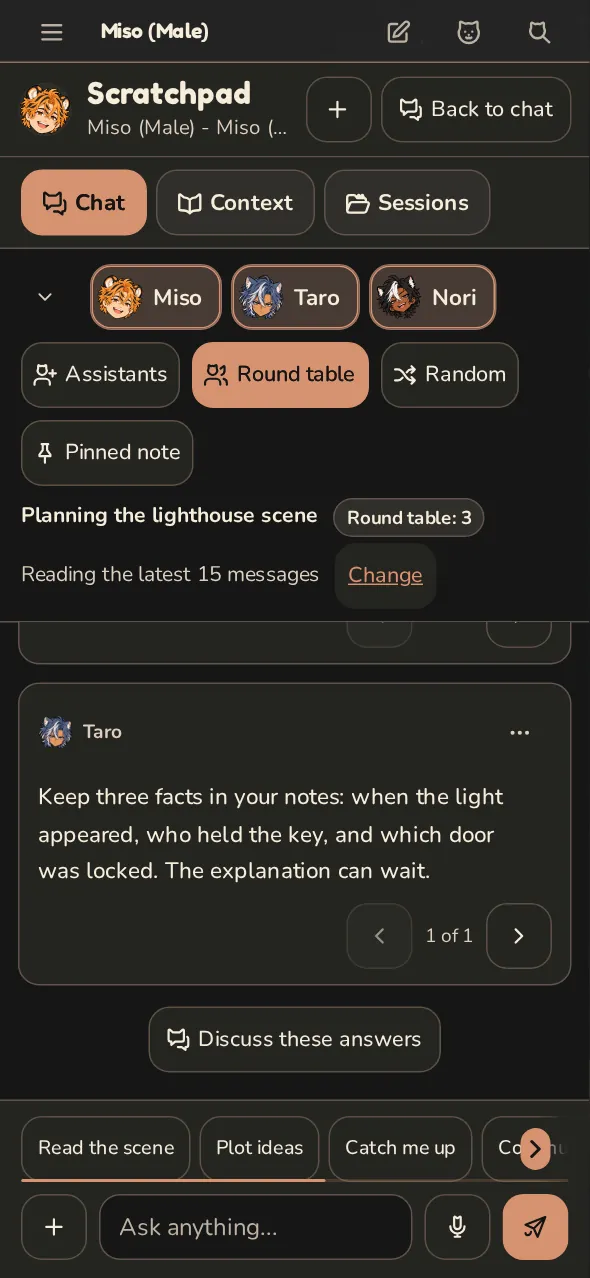 Miso (Male)
Scratchpad
Miso (Male) - Miso (...
Back to chat
Chat
Context
Sessions
Miso
Taro
Nori
Assistants
Round table
Random
Pinned note
Planning the lighthouse scene
Round table: 3
Reading the latest 15 messages
Change
Taro
Keep three facts in your notes: when the light
appeared, who held the key, and which door
was locked. The explanation can wait.
1 of 1
Discuss these answers
Read the scene
Plot ideas
Catch me up
Ask anything...